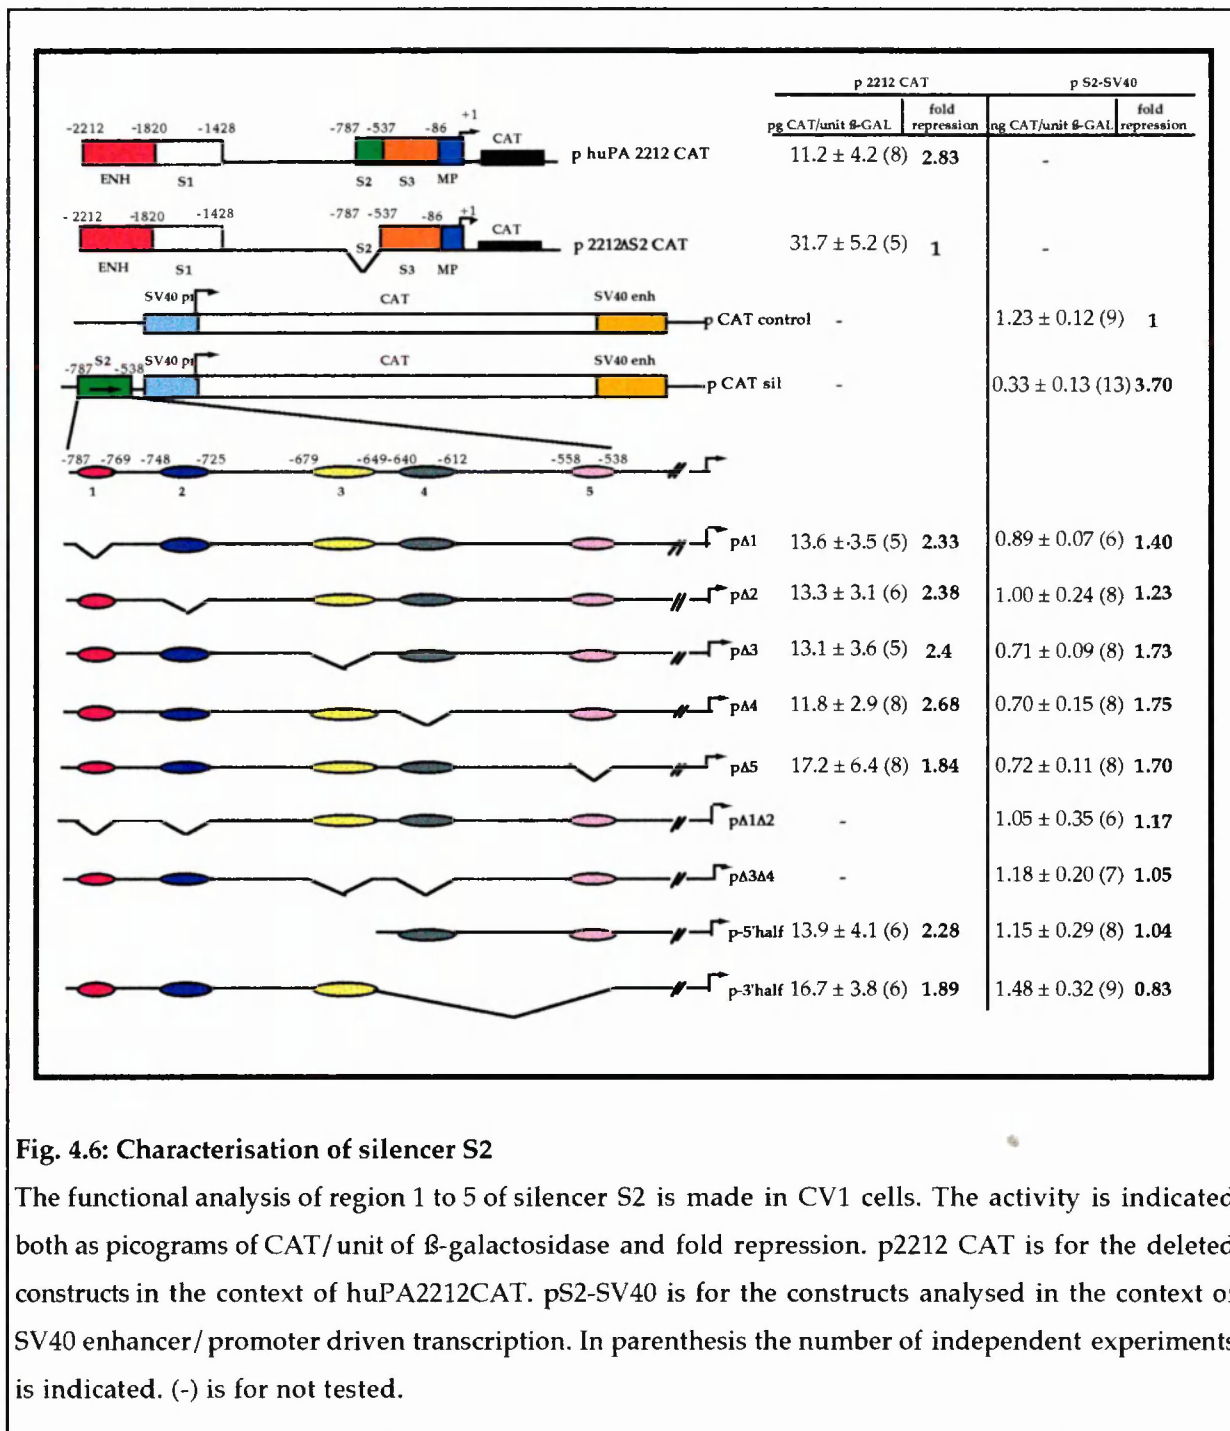 p 2212 CAT p S2-SV40
pg CAT/unit ß-GAL fold repression ng CAT/unit ß-GAL fold repression
-2212 -1820 -1428 -787 -537 -86 +1
CAT
p huPA 2212 CAT 11.2 ± 4.2 (8) 2.83 -
ENH S1 S2 S3 MP
- 2212 -1820 -1428 -787 -537 -86 +1
CAT
S2 p 2212ΔS2 CAT 31.7 ± 5.2 (5) 1 -
ENH S1 S3 MP
SV40 pr CAT SV40 enh
p CAT control - 1.23 ± 0.12 (9) 1
-787 S2 -538 SV40 pr CAT SV40 enh
p CAT sil - 0.33 ± 0.13 (13) 3.70
-787 -769 -748 -725 -679 -649 -640 -612 -558 -538
1 2 3 4 5
pΔ1 13.6 ± 3.5 (5) 2.33 0.89 ± 0.07 (6) 1.40
pΔ2 13.3 ± 3.1 (6) 2.38 1.00 ± 0.24 (8) 1.23
pΔ3 13.1 ± 3.6 (5) 2.4 0.71 ± 0.09 (8) 1.73
pΔ4 11.8 ± 2.9 (8) 2.68 0.70 ± 0.15 (8) 1.75
pΔ5 17.2 ± 6.4 (8) 1.84 0.72 ± 0.11 (8) 1.70
pΔ1Δ2 - 1.05 ± 0.35 (6) 1.17
pΔ3Δ4 - 1.18 ± 0.20 (7) 1.05
p-5'half 13.9 ± 4.1 (6) 2.28 1.15 ± 0.29 (8) 1.04
p-3'half 16.7 ± 3.8 (6) 1.89 1.48 ± 0.32 (9) 0.83
Fig. 4.6: Characterisation of silencer S2
The functional analysis of region 1 to 5 of silencer S2 is made in CV1 cells. The activity is indicated
both as picograms of CAT/unit of ß-galactosidase and fold repression. p2212 CAT is for the deleted
constructs in the context of huPA2212CAT. pS2-SV40 is for the constructs analysed in the context of
SV40 enhancer/promoter driven transcription. In parenthesis the number of independent experiments
is indicated. (-) is for not tested.